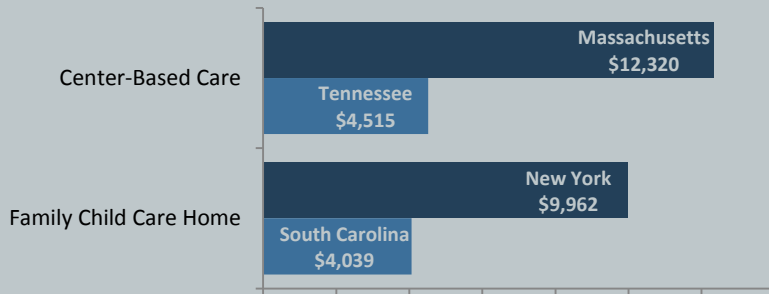 Center-Based Care
Massachusetts
$12,320
Tennessee
$4,515
Family Child Care Home
New York
$9,962
South Carolina
$4,039